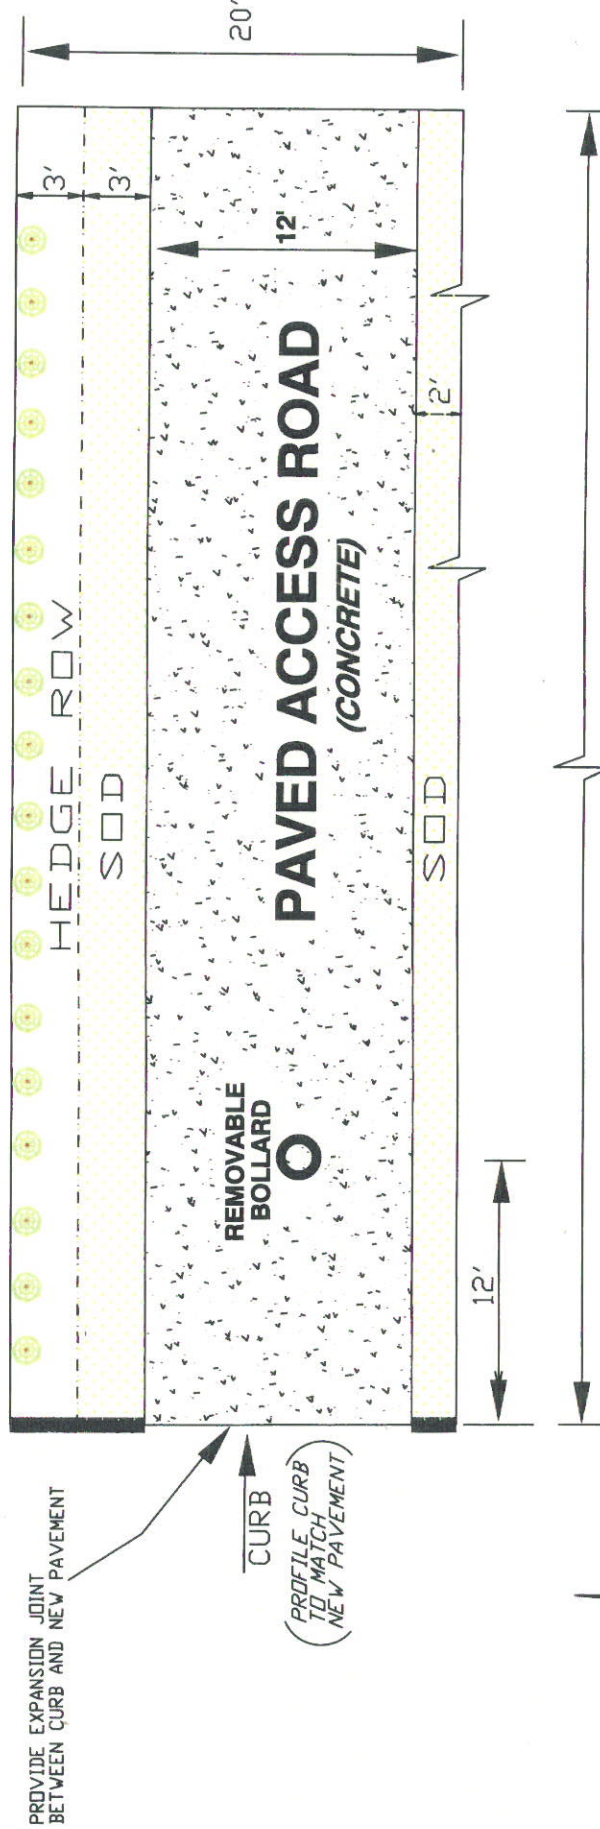 20'
3'
3'
HEDGE ROW
SOD
12'
PAVED ACCESS ROAD
(CONCRETE)
REMOVABLE
BOLLARD
2'
SOD
12'
PROVIDE EXPANSION JOINT
BETWEEN CURB AND NEW PAVEMENT
CURB
(PROFILE CURB
TO MATCH
NEW PAVEMENT)